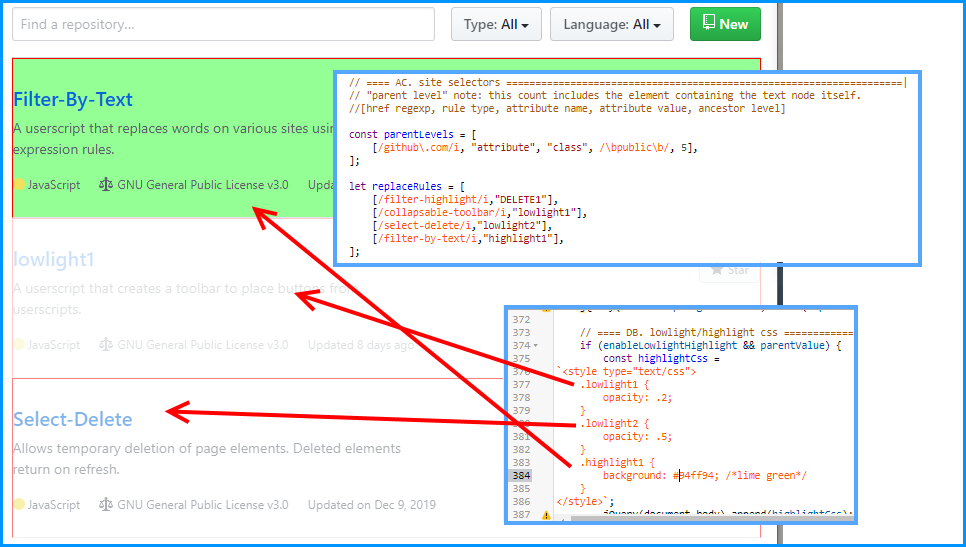 Find a repository…
Type: All
Language: All
New
Filter-By-Text
A userscript that replaces words on various sites usin
expression rules.
JavaScript
GNU General Public License v3.0
Upda
// ==== AC. site selectors ====================================================================|
// "parent level" note: this count includes the element containing the text node itself.
//[href regexp, rule type, attribute name, attribute value, ancestor level]
const parentLevels = [
[/github\.com/i, "attribute", "class", /\bpublic\b/, 5],
];
let replaceRules = [
[/filter-highlight/i,"DELETE1"],
[/collapsable-toolbar/i,"lowlight1"],
[/select-delete/i,"lowlight2"],
[/filter-by-text/i,"highlight1"],
];
lowlight1
A userscript that creates a toolbar to place buttons from
userscripts.
Star
JavaScript
GNU General Public License v3.0
Updated 8 days ago
Select-Delete
Allows temporary deletion of page elements. Deleted elements
return on refresh.
JavaScript
GNU General Public License v3.0
Updated on Dec 9, 2019
372
373 // ==== DB. lowlight/highlight css ============
374 if (enableLowlightHighlight && parentValue) {
375 const highlightCss =
376 `<style type="text/css">
377 .lowlight1 {
378 opacity: .2;
379 }
380 .lowlight2 {
381 opacity: .5;
382 }
383 .highlight1 {
384 background: #94ff94; /*lime green*/
385 }
386 </style>`;
387 jQuery(document.body).append(highlightCss);